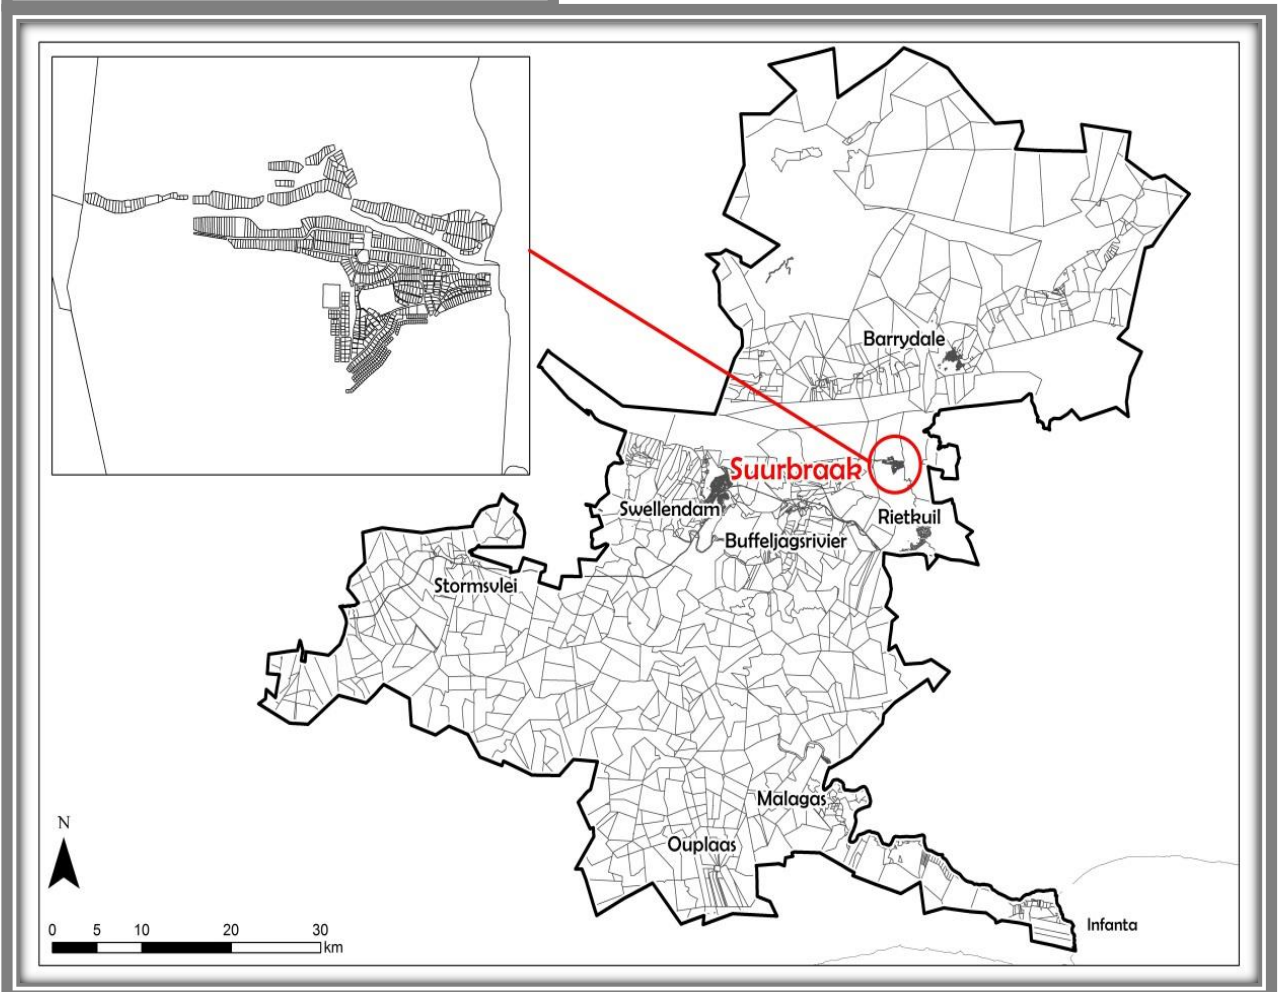 Barrydale
Suurbraak
Swellendam
Rietkuil
Buffeljagsrivier
Stormsvlei
Malagas
Ouplaas
Infanta
N
0 5 10 20 30
km